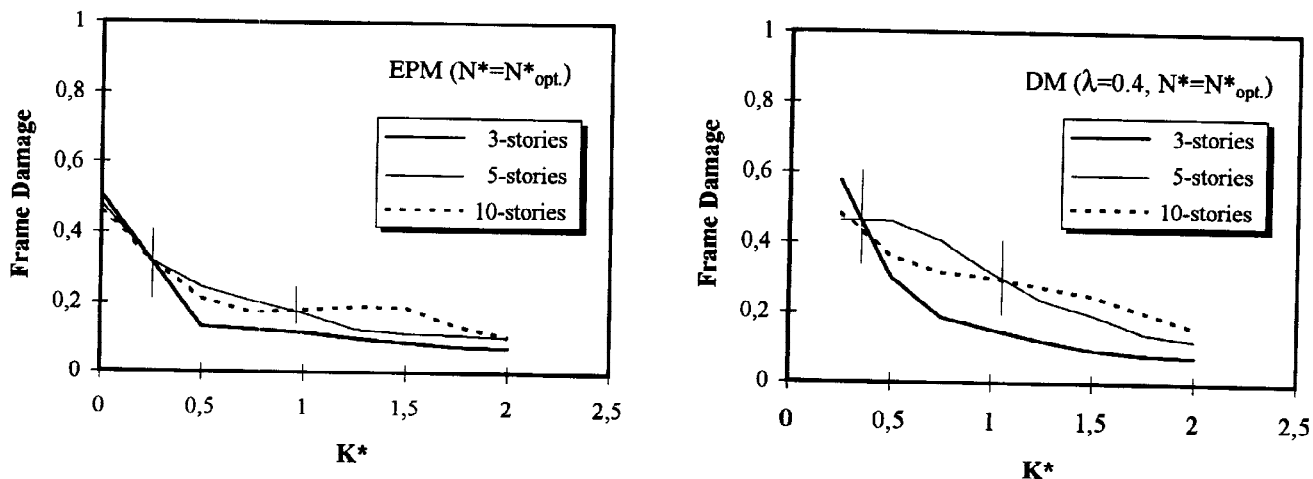 1
0,8
0,6
0,4
0,2
0
Frame Damage
EPM (N*=N*opt.)
3-stories
5-stories
10-stories
0 0,5 1 1,5 2 2,5
K*
1
0,8
0,6
0,4
0,2
0
Frame Damage
DM (λ=0.4, N*=N*opt.)
3-stories
5-stories
10-stories
0 0,5 1 1,5 2 2,5
K*